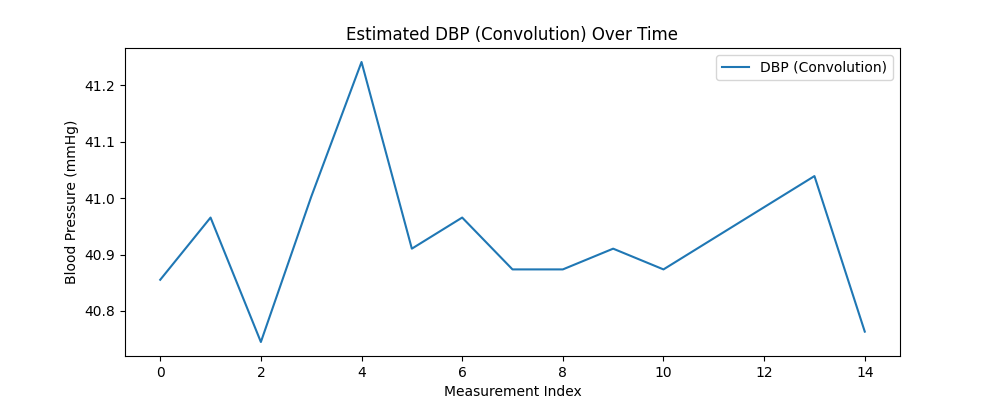 Estimated DBP (Convolution) Over Time
DBP (Convolution)
Blood Pressure (mmHg)
41.2
41.1
41.0
40.9
40.8
0 2 4 6 8 10 12 14
Measurement Index